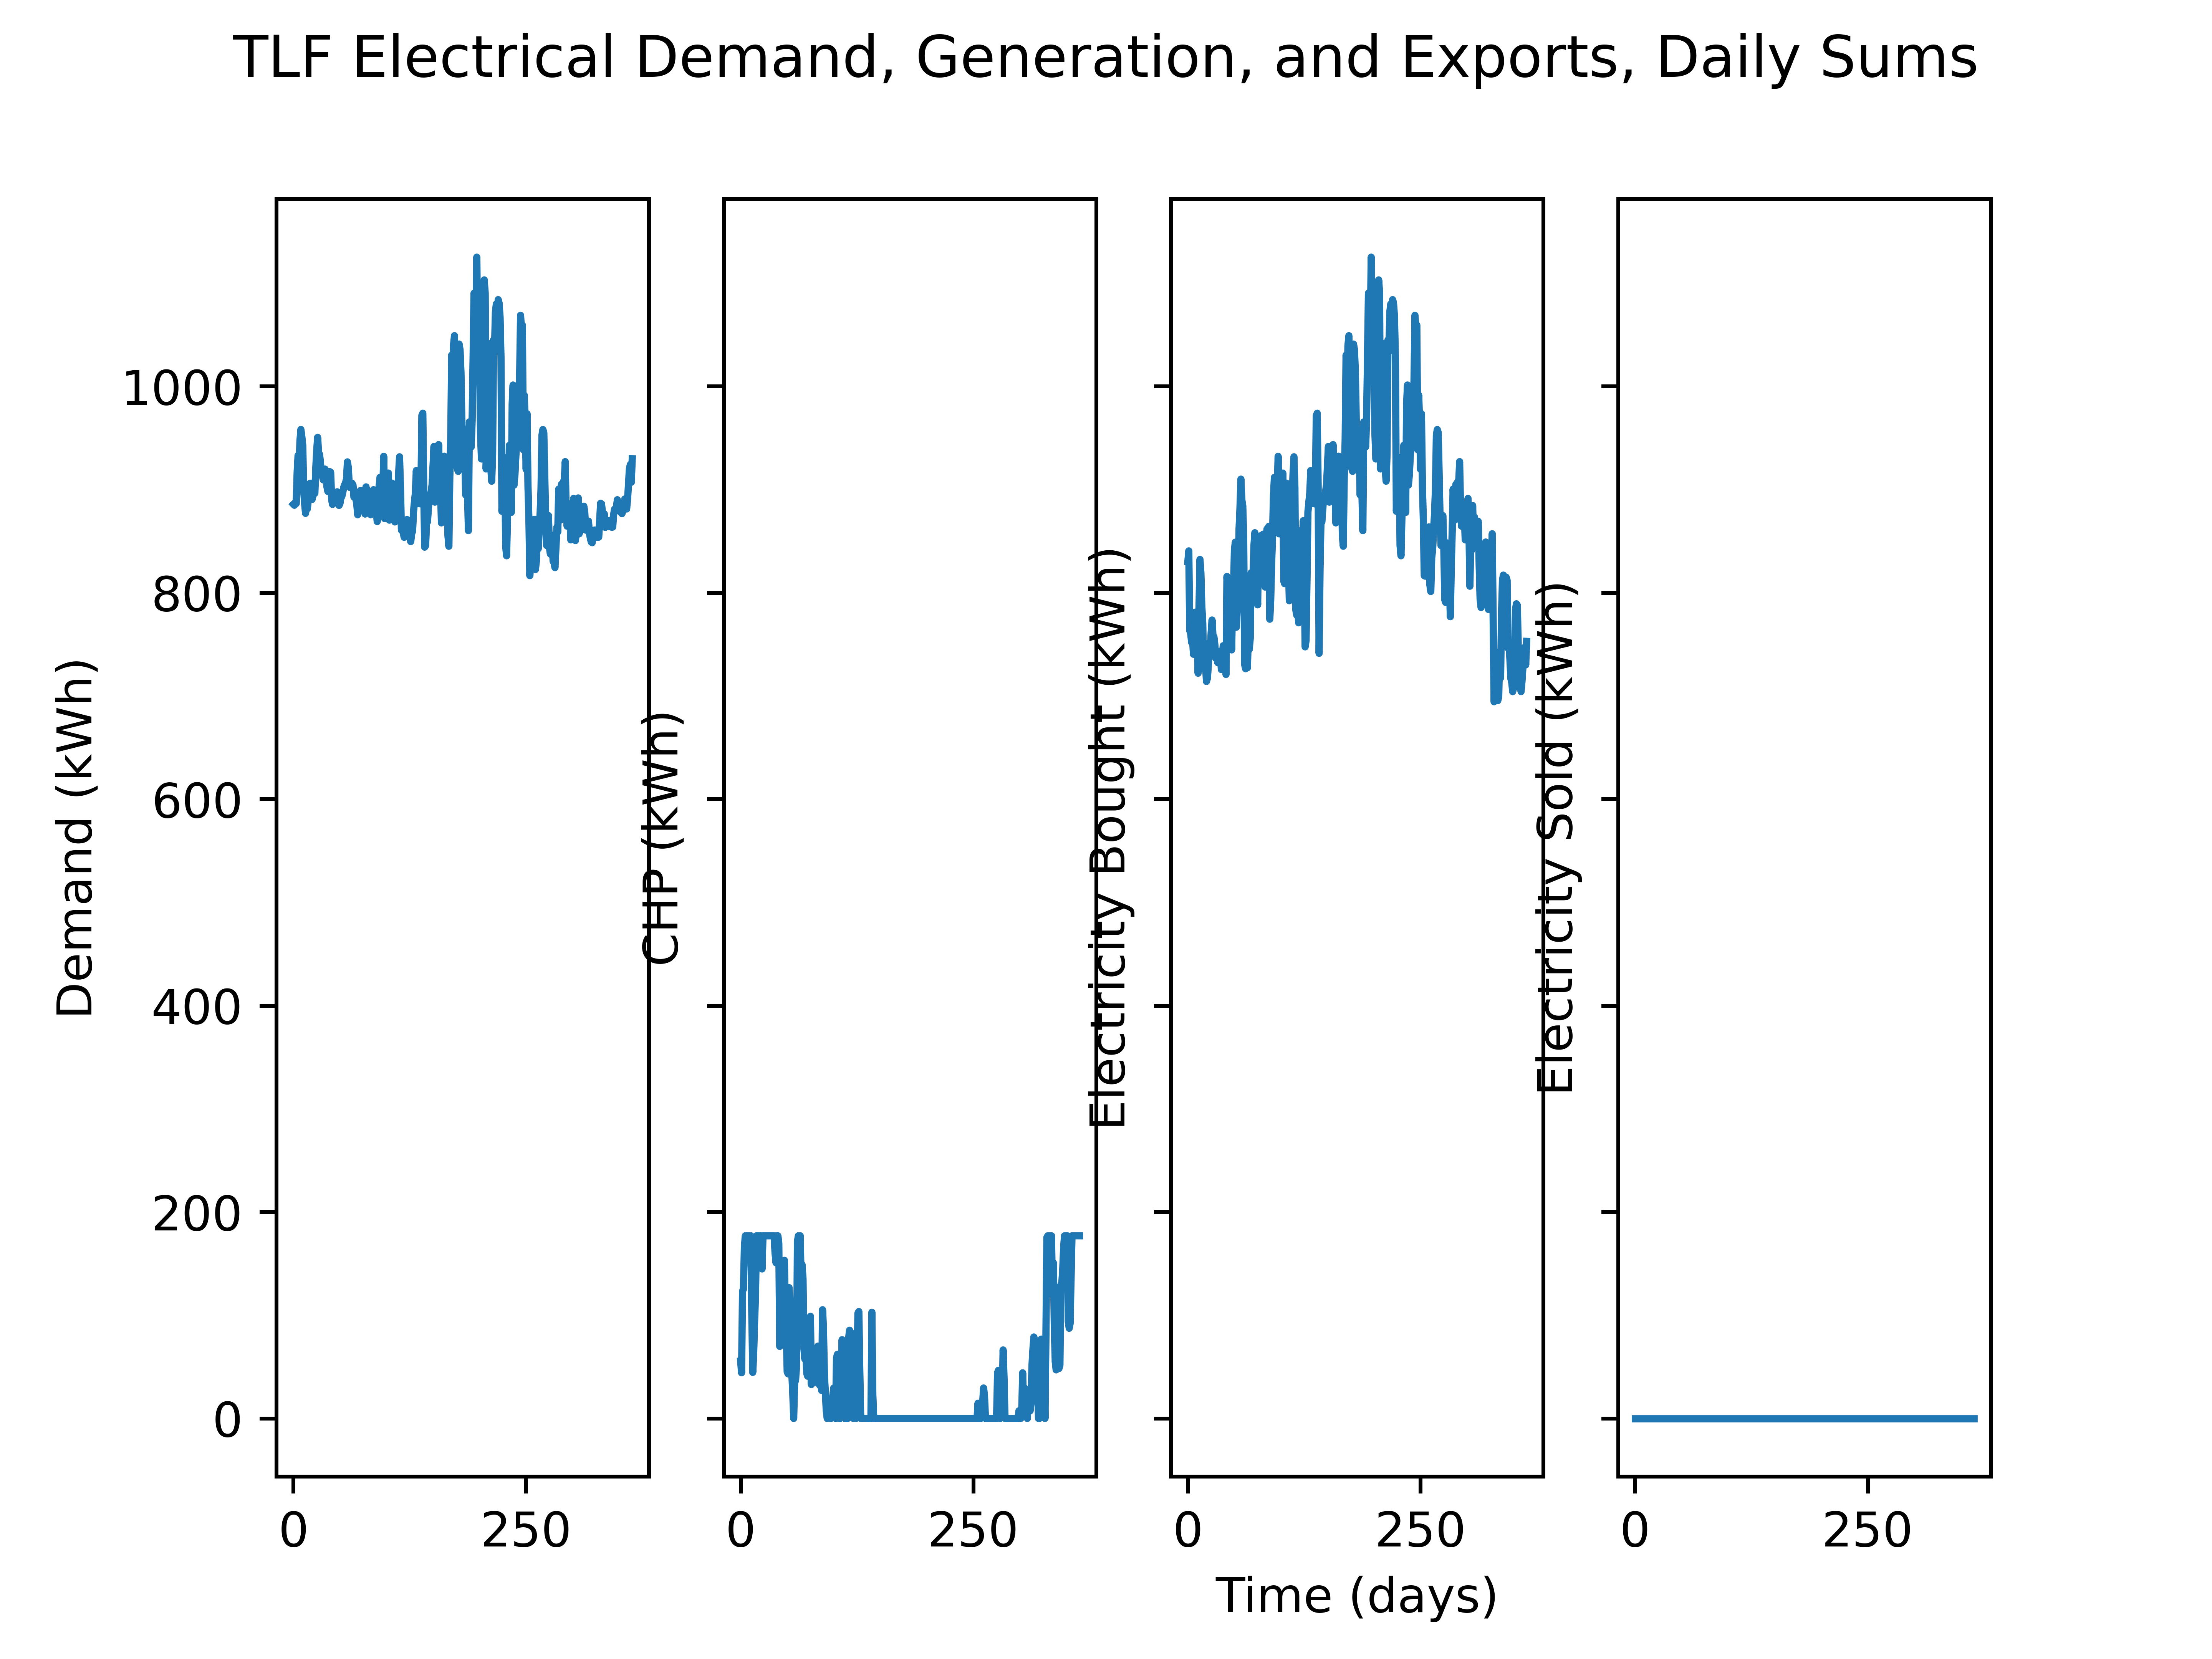 TLF Electrical Demand, Generation, and Exports, Daily Sums
Demand (kWh)
1000
800
600
400
200
0
0 250
CHP (kWh)
0 250
Electricity Bought (kWh)
0 250
Electricity Sold (kWh)
0 250
Time (days)